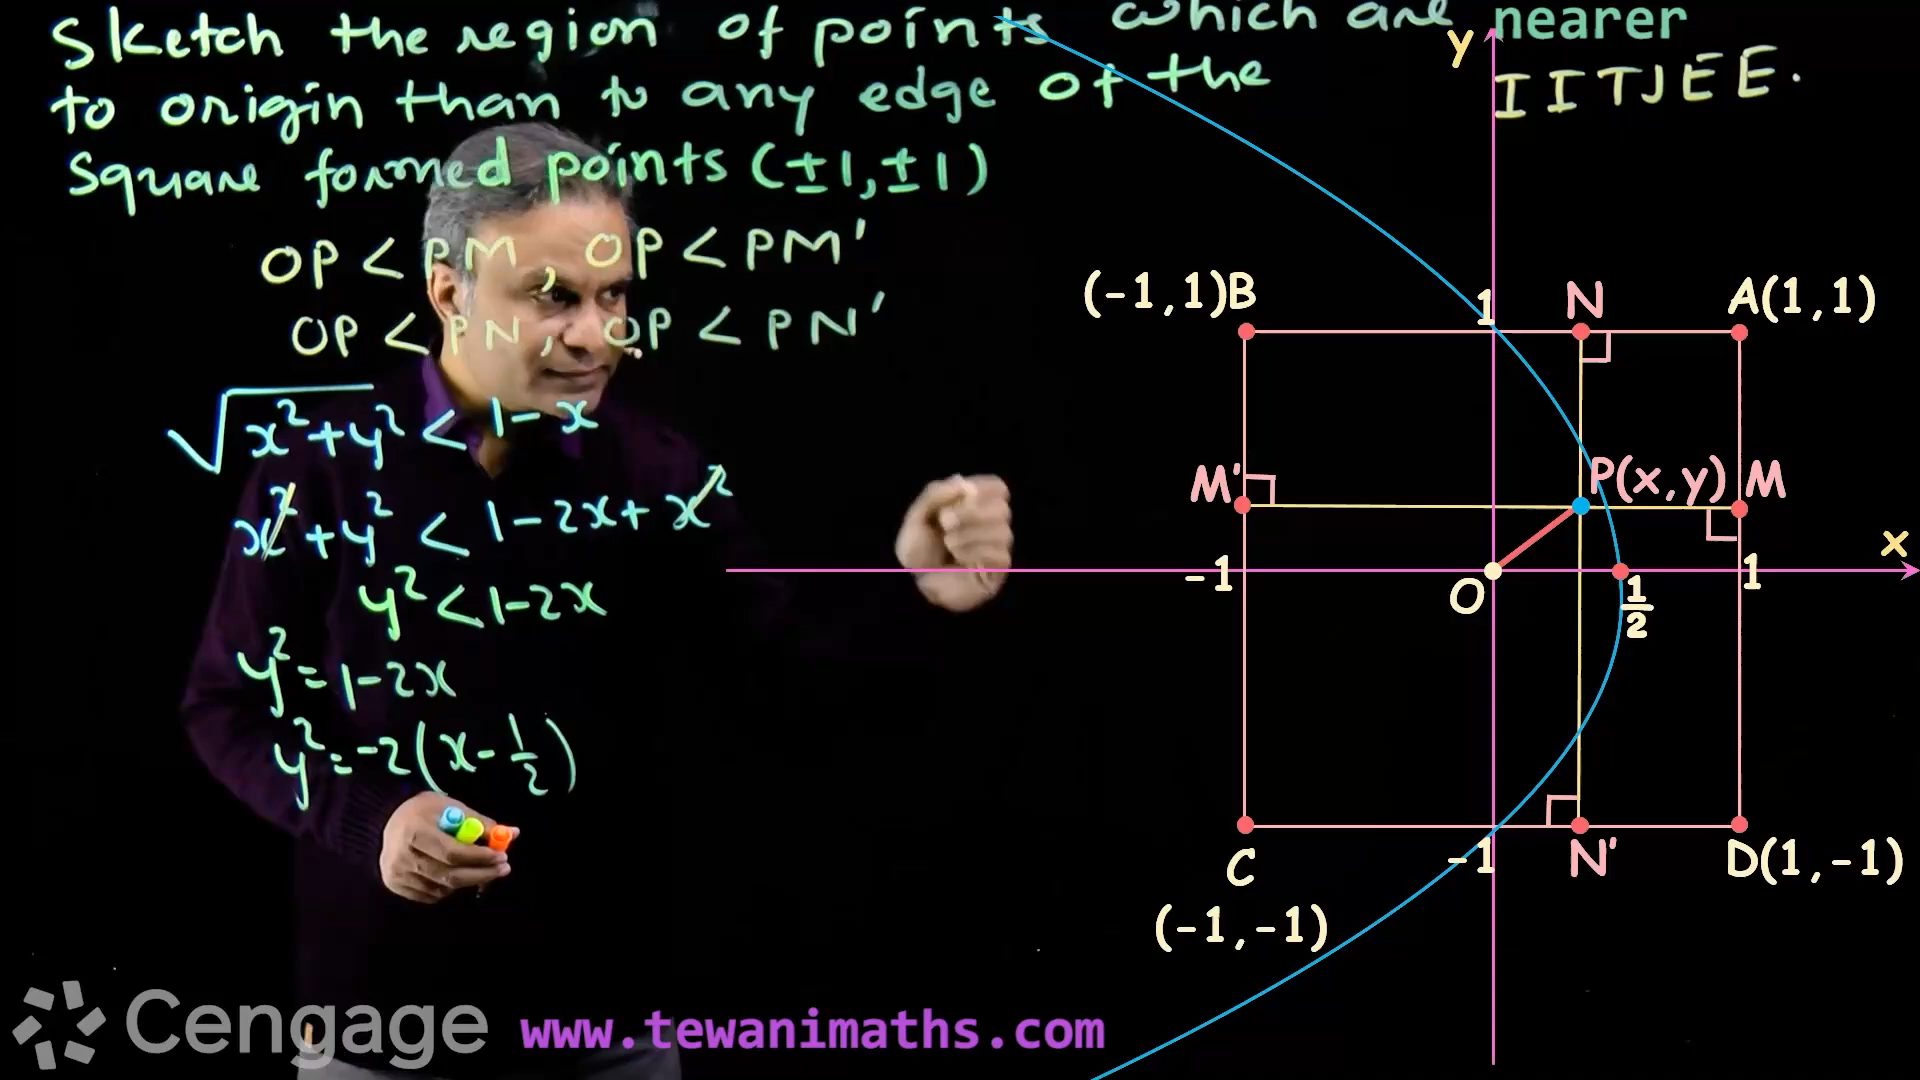 Sketch the region of points which are nearer
to origin than to any edge of the
IITJEE.
Square formed points (±1, ±1)
OP < PM, OP < PM'
OP < PN, OP < PN'
√x²+y² < 1-x
x²+y² < 1-2x+x²
y² < 1-2x
y² = 1-2x
y² = -2(x-1/2)
y
(-1,1)B
1
N
A(1,1)
M'
P(x,y)
M
x
-1
O
1/2
1
C
-1
N'
D(1,-1)
(-1,-1)
Cengage
www.tewanimaths.com